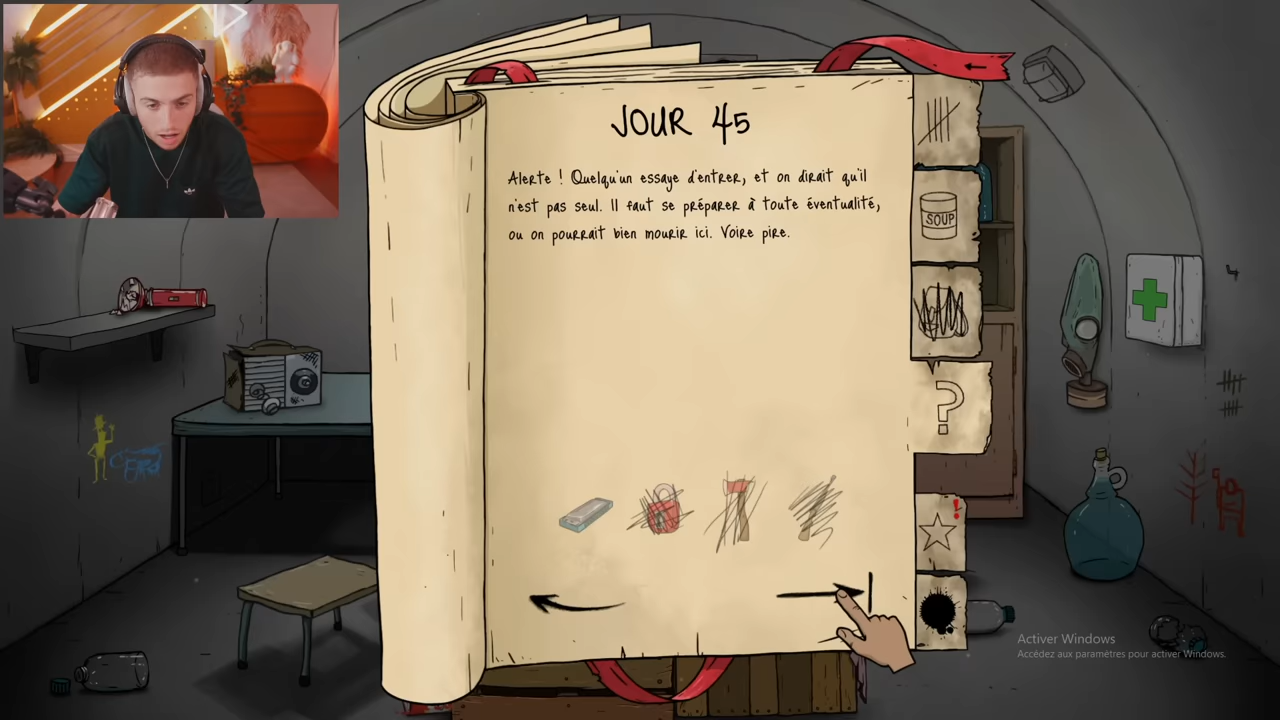 JOUR 45
Alerte ! Quelqu'un essaye d'entrer, et on dirait qu'il
n'est pas seul. Il faut se préparer à toute éventualité,
ou on pourrait bien mourir ici. Voire pire.
SOUP
Activer Windows
Accédez aux paramètres pour activer Windows.